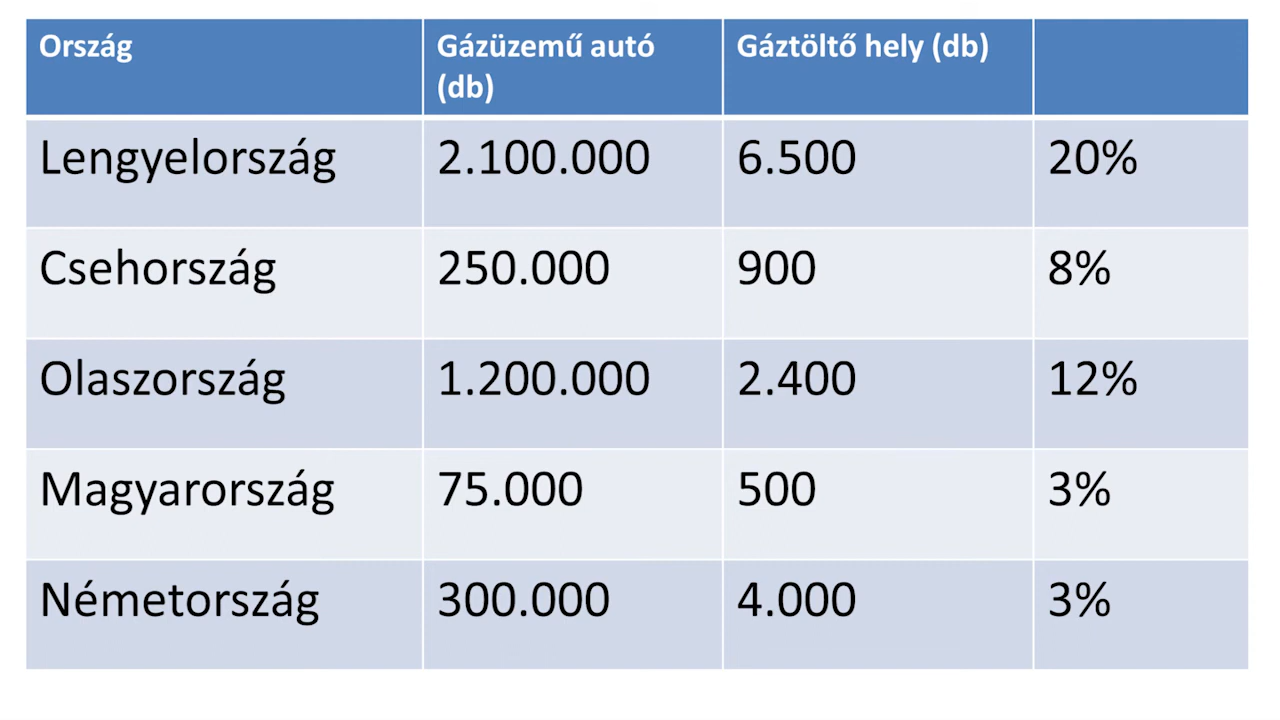 Ország Gázüzemű autó (db) Gáztöltő hely (db)
Lengyelország 2.100.000 6.500 20%
Csehország 250.000 900 8%
Olaszország 1.200.000 2.400 12%
Magyarország 75.000 500 3%
Németország 300.000 4.000 3%